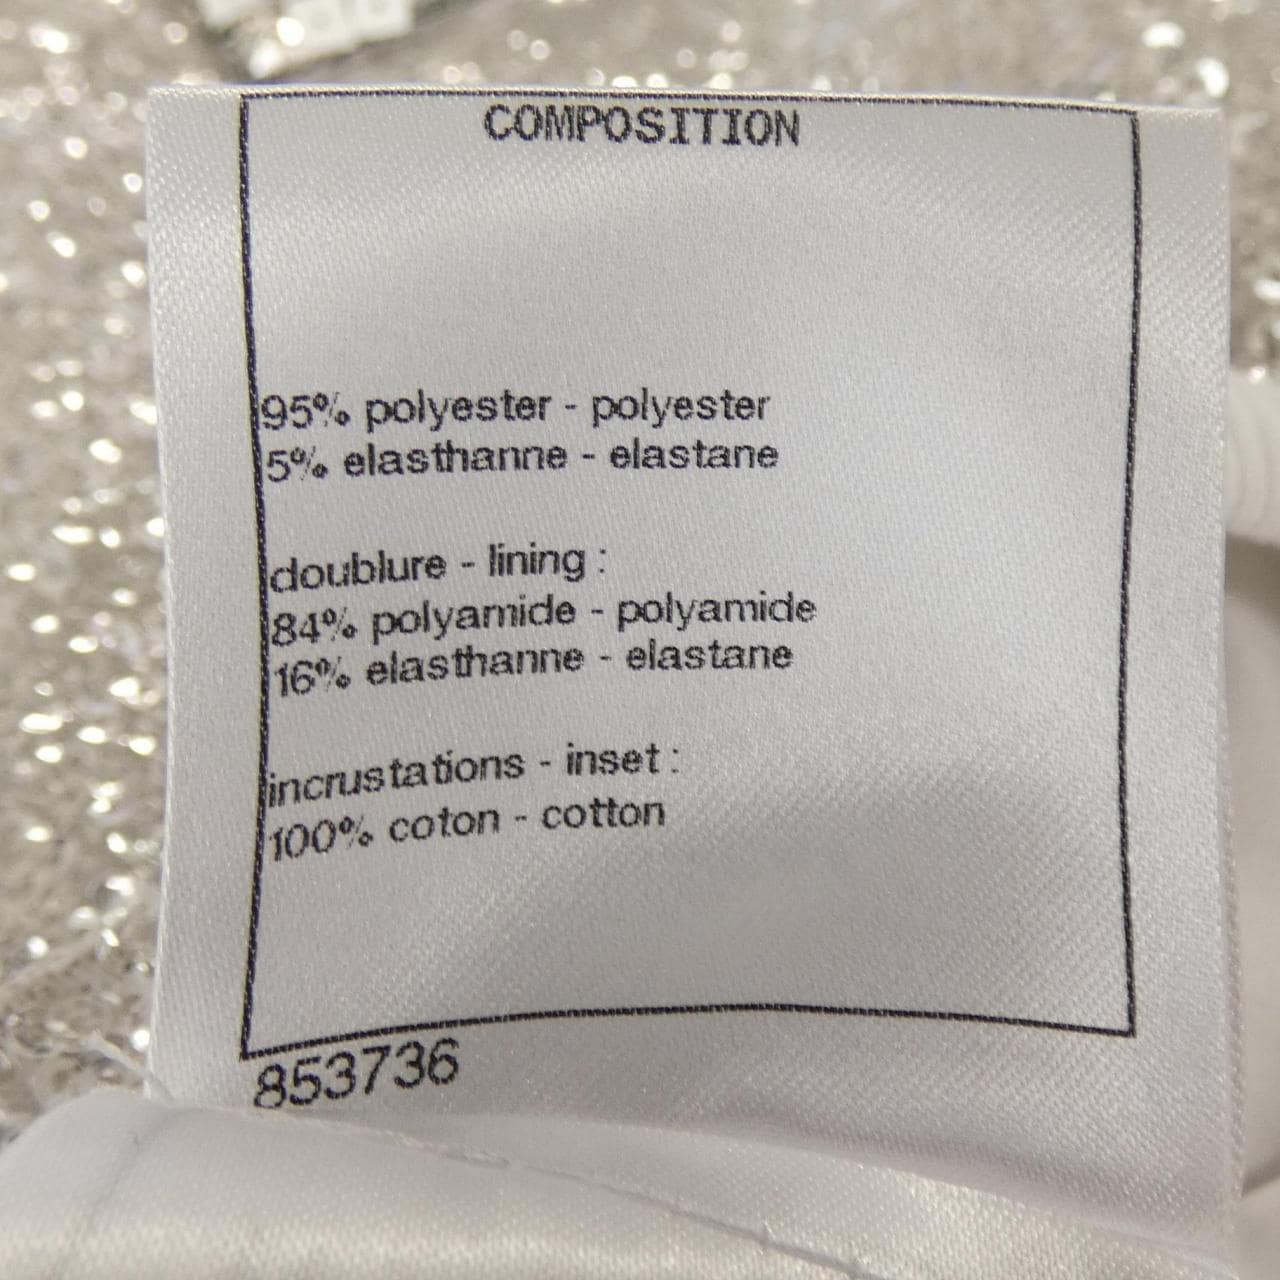 COMPOSITION
95% polyester - polyester
5% elasthanne - elastane
doublure - lining :
84% polyamide - polyamide
16% elasthanne - elastane
incrustations - inset :
100% coton - cotton
853736